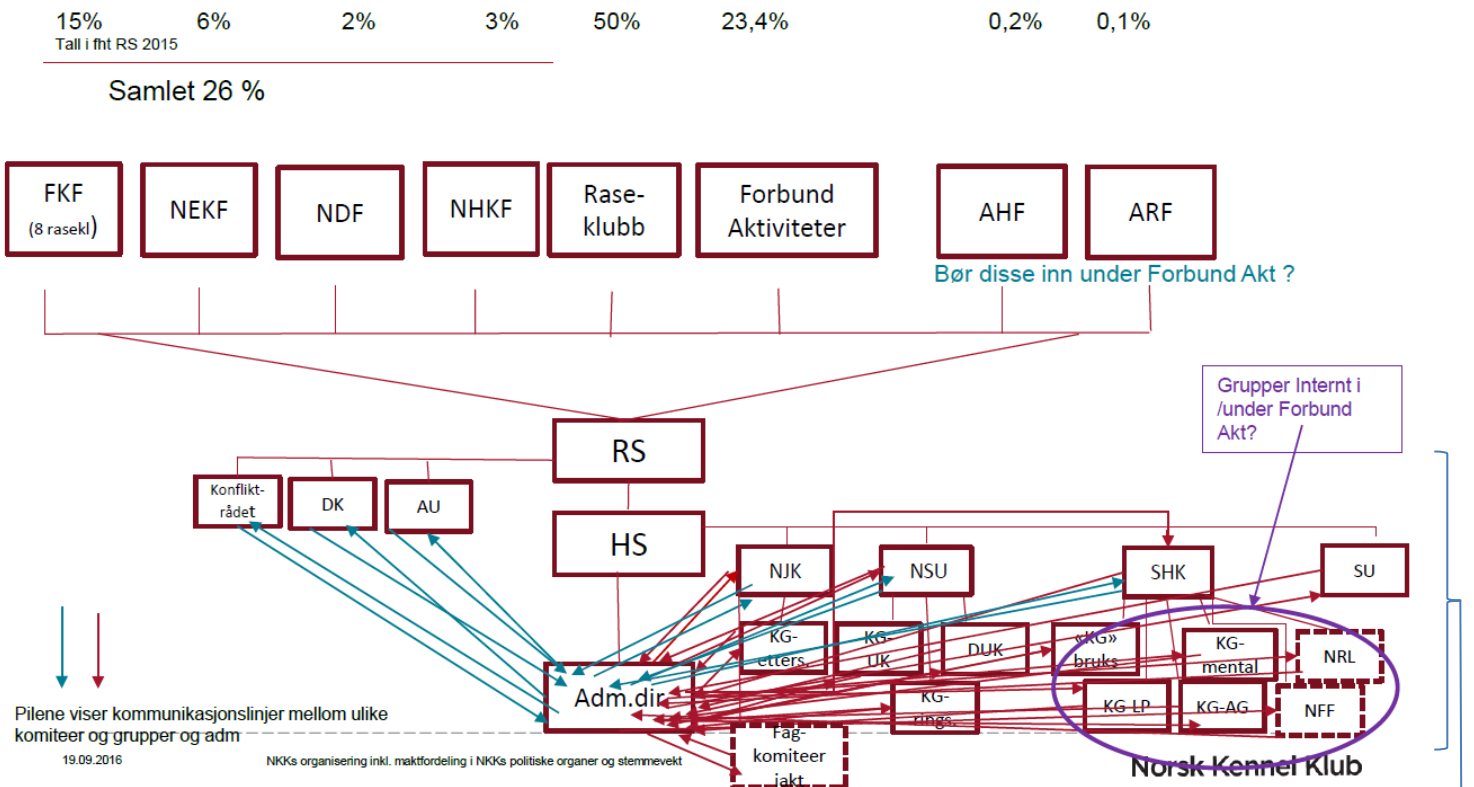 15% 6% 2% 3% 50% 23,4% 0,2% 0,1%
Tall i fht RS 2015
Samlet 26 %
FKF
(8 rasekl)
NEKF
NDF
NHKF
Rase-
klubb
Forbund
Aktiviteter
AHF
ARF
Bør disse inn under Forbund Akt ?
Grupper Internt i
/under Forbund
Akt?
RS
Konflikt-
rådet
DK
AU
HS
NJK
NSU
SHK
SU
KG-
etters.
KG-
UK
DUK
«KG»
bruks
KG-
mental
NRL
Adm.dir
KG-
rings.
KG-LP
KG-AG
NFF
Fag-
komiteer
jakt
Pilene viser kommunikasjonslinjer mellom ulike
komiteer og grupper og adm
19.09.2016
NKKs organisering inkl. maktfordeling i NKKs politiske organer og stemmevekt
Norsk Kennel Klub